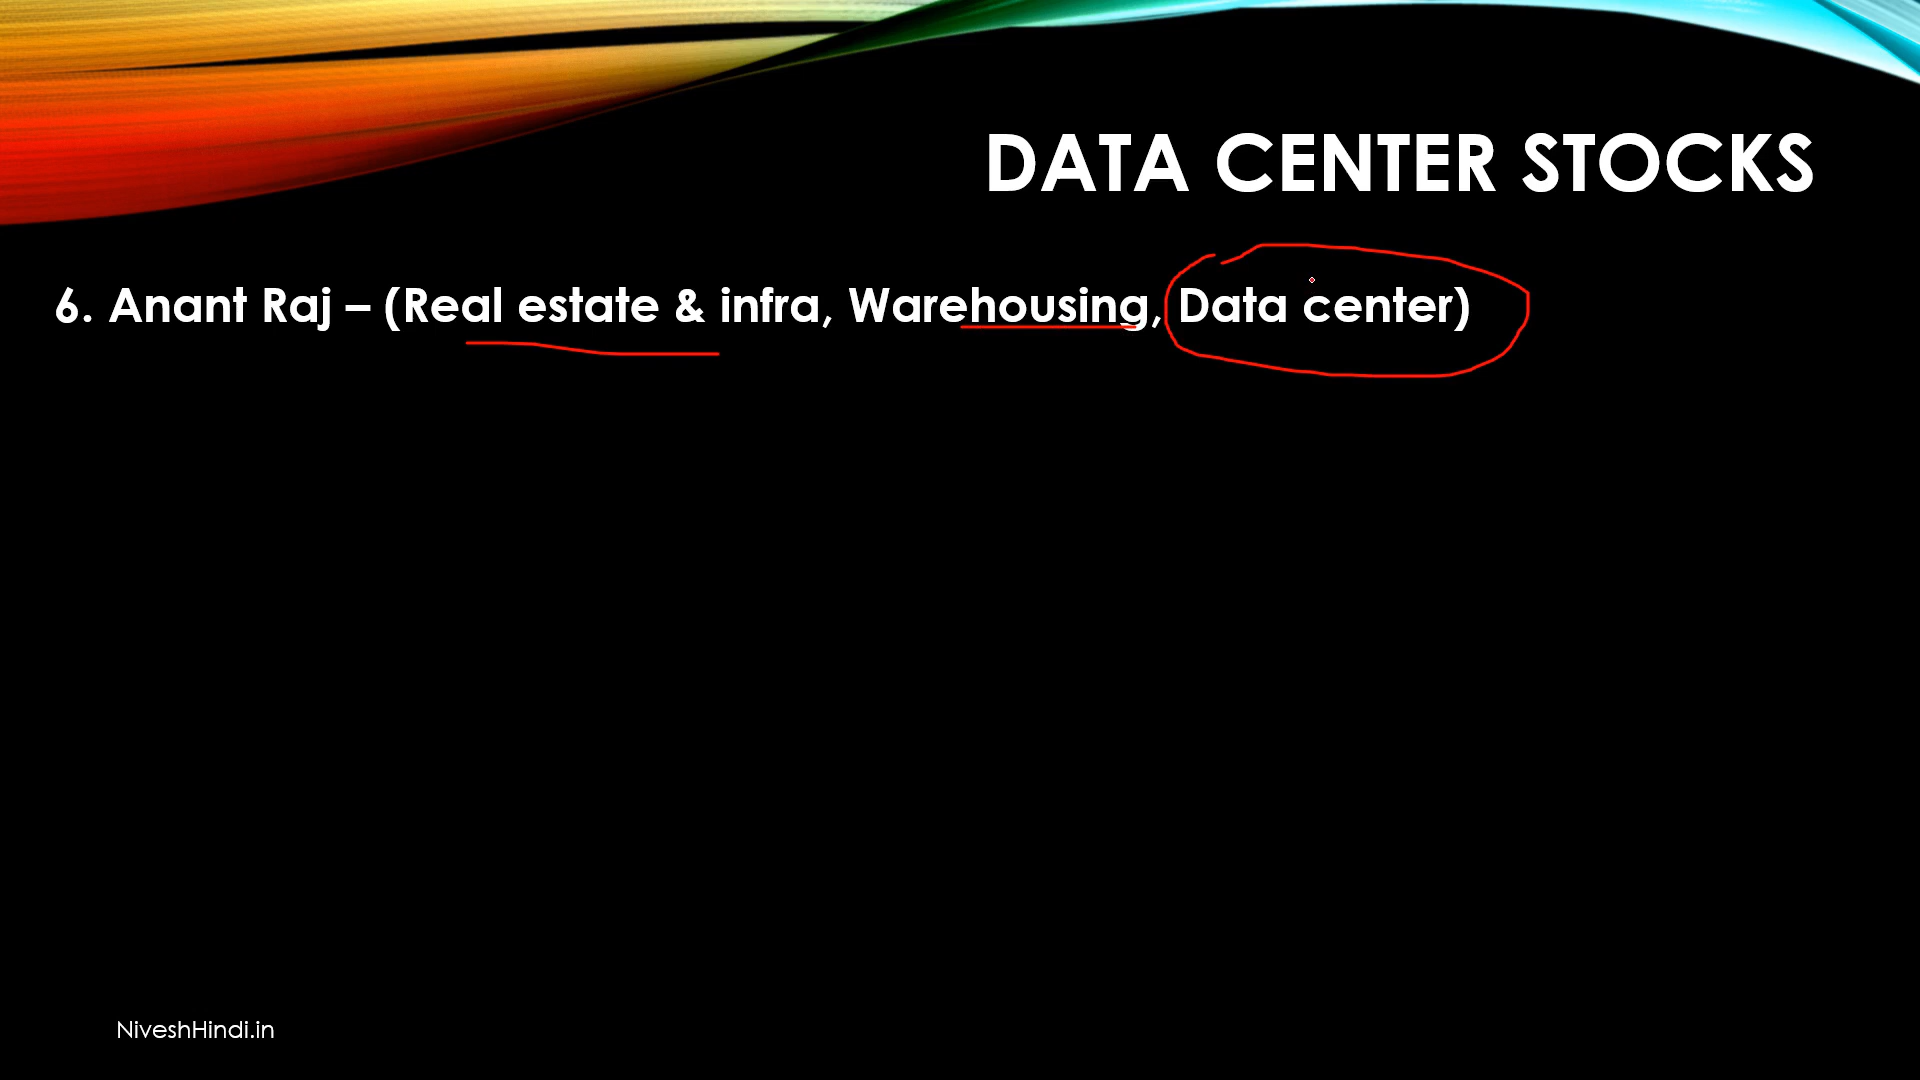 DATA CENTER STOCKS
6. Anant Raj – (Real estate & infra, Warehousing, Data center)
NiveshHindi.in